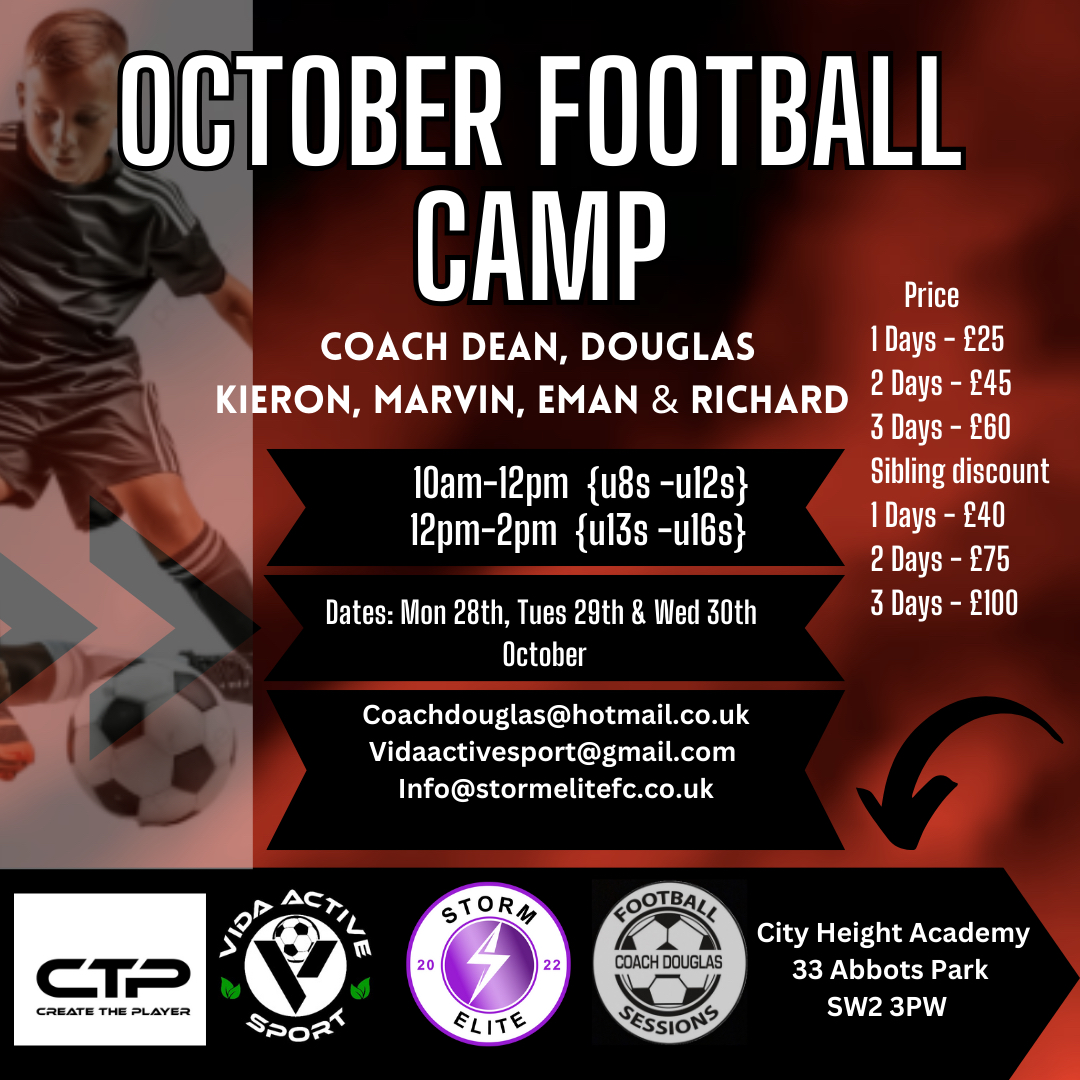 OCTOBER FOOTBALL
CAMP
COACH DEAN, DOUGLAS
KIERON, MARVIN, EMAN & RICHARD
Price
1 Days - £25
2 Days - £45
3 Days - £60
Sibling discount
1 Days - £40
2 Days - £75
3 Days - £100
10am-12pm {u8s -u12s}
12pm-2pm {u13s -u16s}
Dates: Mon 28th, Tues 29th & Wed 30th
October
Coachdouglas@hotmail.co.uk
Vidaactivesport@gmail.com
Info@stormelitefc.co.uk
CTP
CREATE THE PLAYER
VIDA ACTIVE
SPORT
STORM
20 22
ELITE
FOOTBALL
COACH DOUGLAS
SESSIONS
City Height Academy
33 Abbots Park
SW2 3PW